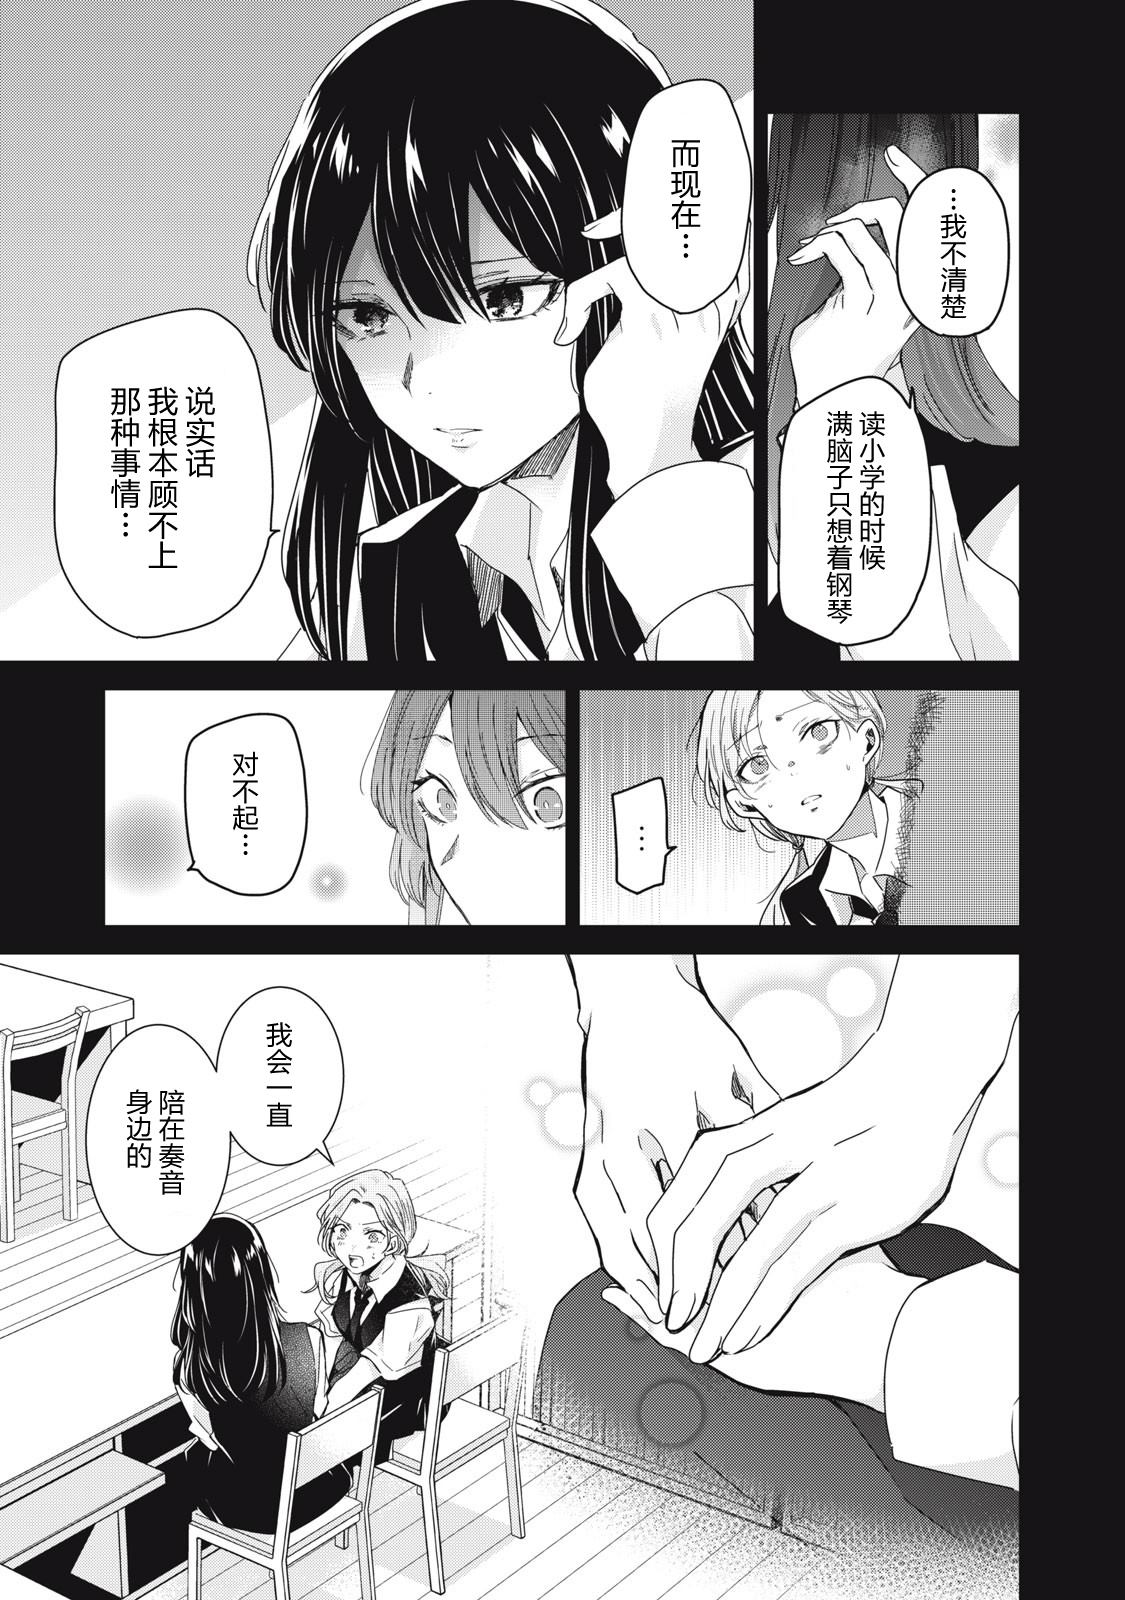 …我不清楚
读小学的时候
满脑子只想着钢琴
而现在…
说实话
我根本顾不上
那种事情…
…
对不起…
我会一直
陪在奏音
身边的